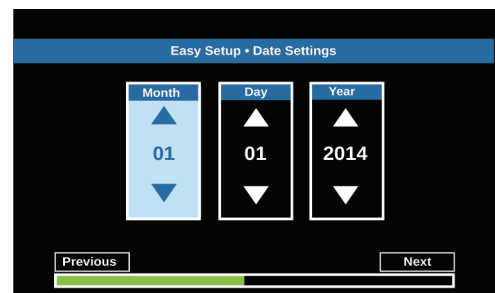 Easy Setup • Date Settings
Month Day Year
01 01 2014
Previous Next